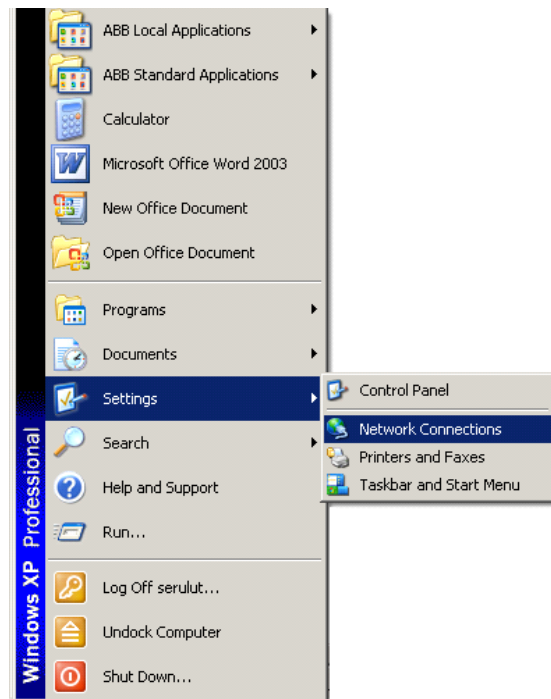 ABB Local Applications
ABB Standard Applications
Calculator
Microsoft Office Word 2003
New Office Document
Open Office Document
Programs
Documents
Settings
Search
Help and Support
Run...
Log Off serulut...
Undock Computer
Shut Down...
Control Panel
Network Connections
Printers and Faxes
Taskbar and Start Menu
Windows XP Professional